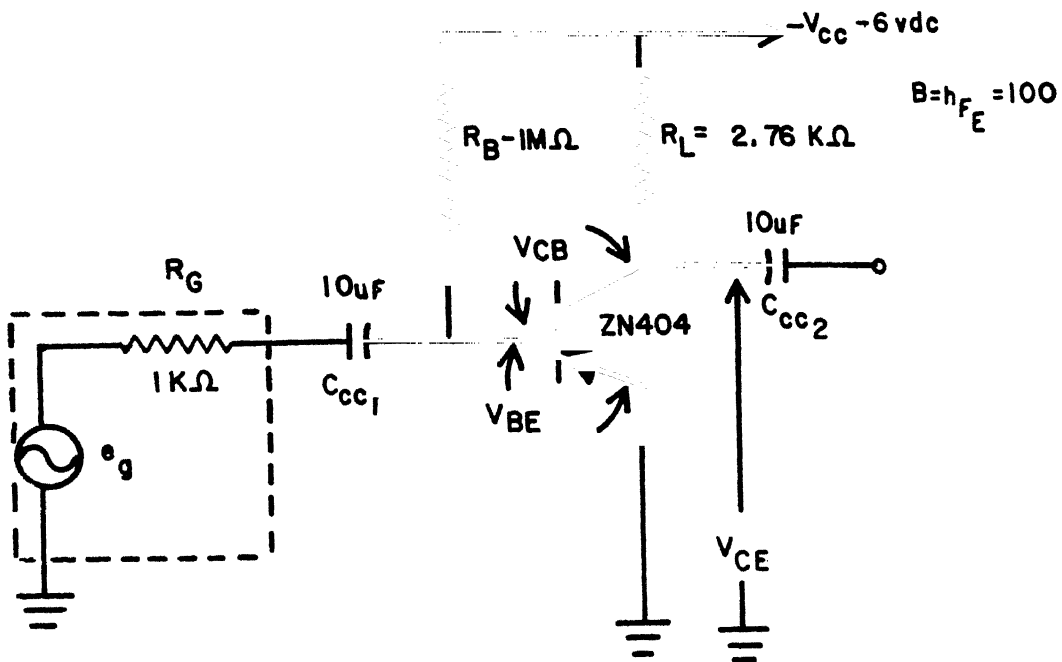 -Vcc -6 vdc
B=hFE =100
RB-1MΩ
RL= 2.76 KΩ
10uF
VCB
RG
10uF
ZN404
Ccc2
1KΩ
Ccc1
VBE
eg
VCE